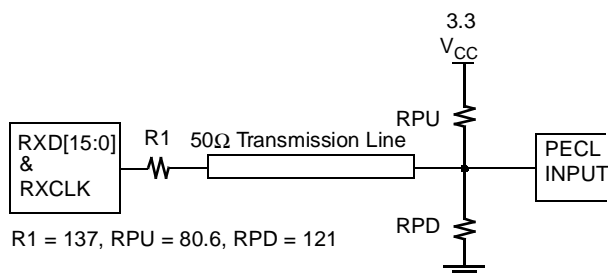 3.3
VCC
RPU
R1
50Ω Transmission Line
RXD[15:0]
&
RXCLK
PECL
INPUT
RPD
R1 = 137, RPU = 80.6, RPD = 121